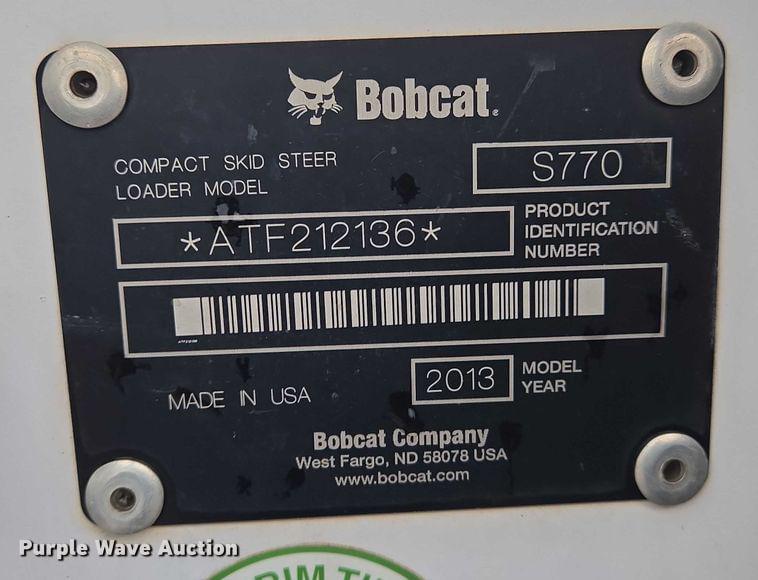 Bobcat.
COMPACT SKID STEER
LOADER MODEL
S770
*ATF212136*
PRODUCT
IDENTIFICATION
NUMBER
MADE IN USA
2013
MODEL
YEAR
Bobcat Company
West Fargo, ND 58078 USA
www.bobcat.com
Purple Wave Auction